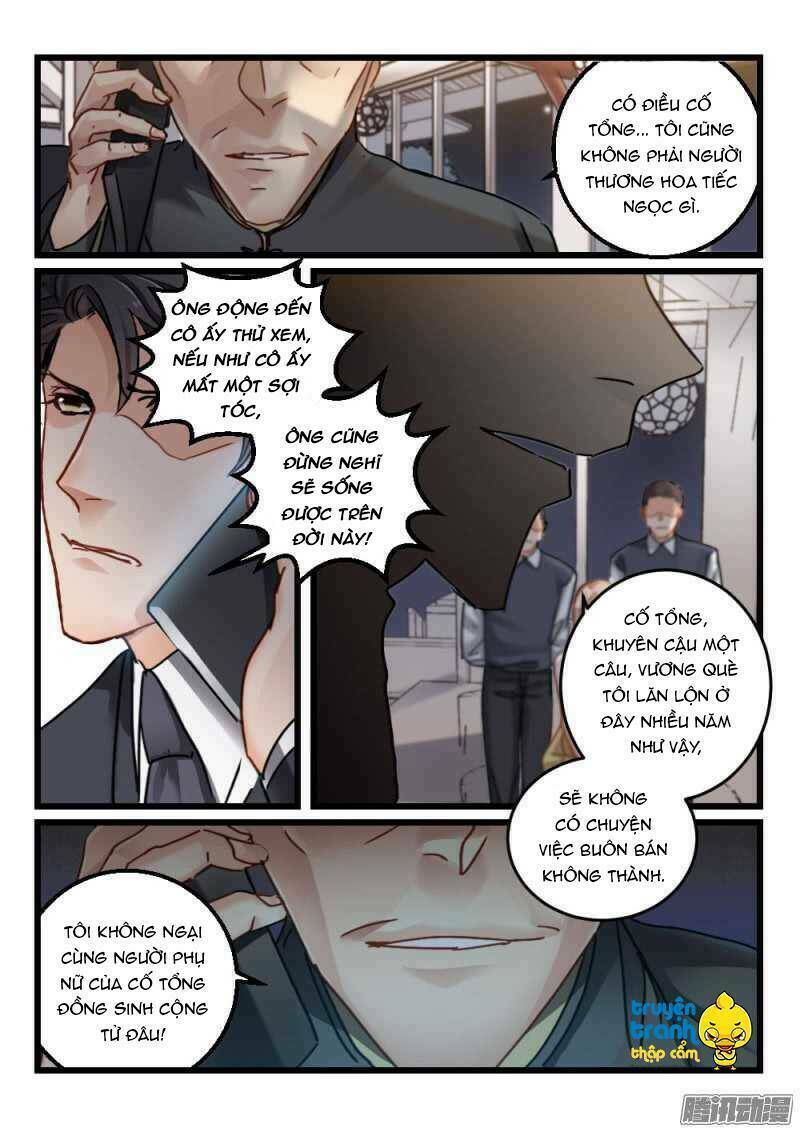 CÓ ĐIỀU CỐ
TỔNG... TÔI CŨNG
KHÔNG PHẢI NGƯỜI
THƯƠNG HOA TIẾC
NGỌC GÌ.
ÔNG ĐỘNG ĐẾN
CÔ ẤY THỬ XEM,
NẾU NHƯ CÔ ẤY
MẤT MỘT SỢI
TÓC,
ÔNG CŨNG
ĐỪNG NGHĨ
SẼ SỐNG
ĐƯỢC TRÊN
ĐỜI NÀY!
CỐ TỔNG,
KHUYÊN CẬU MỘT
CÂU, VƯƠNG QUÈ
TÔI LĂN LỘN Ở
ĐÂY NHIỀU NĂM
NHƯ VẬY,
SẼ KHÔNG
CÓ CHUYỆN
VIỆC BUÔN BÁN
KHÔNG THÀNH.
TÔI KHÔNG NGẠI
CÙNG NGƯỜI PHỤ
NỮ CỦA CỐ TỔNG
ĐỒNG SINH CỘNG
TỬ ĐÂU!
truyện
tranh
thập cẩm
腾讯动漫